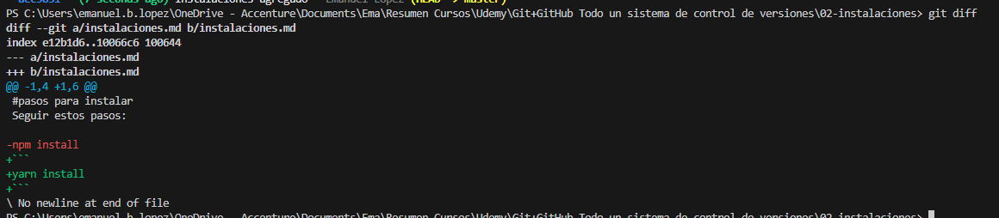 (7 seconds ago) instalaciones agregado - Emanuel Lopez (HEAD -> master)
PS C:\Users\emanuel.b.lopez\OneDrive - Accenture\Documents\Ema\Resumen Cursos\Udemy\Git+GitHub Todo un sistema de control de versiones\02-instalaciones> git diff
diff --git a/instalaciones.md b/instalaciones.md
index e12b1d6..10066c6 100644
--- a/instalaciones.md
+++ b/instalaciones.md
@@ -1,4 +1,6 @@
 #pasos para instalar
 Seguir estos pasos:

-npm install
+```
+yarn install
+```
\ No newline at end of file
PS C:\Users\emanuel.b.lopez\OneDrive - Accenture\Documents\Ema\Resumen Cursos\Udemy\Git+GitHub Todo un sistema de control de versiones\02-instalaciones>